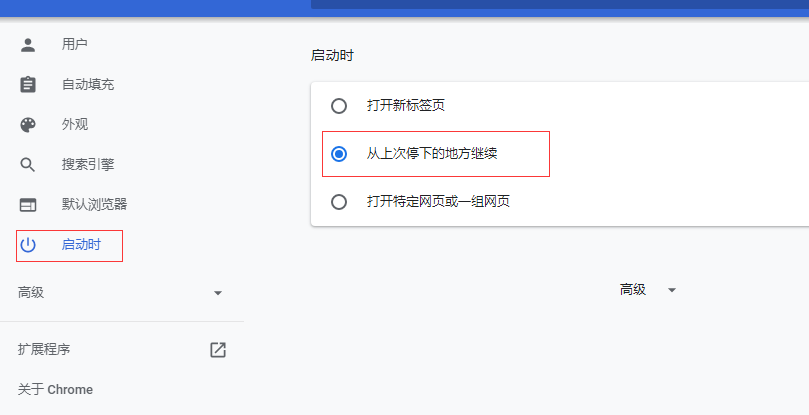 用户
自动填充
外观
搜索引擎
默认浏览器
启动时
高级
扩展程序
关于 Chrome
启动时
打开新标签页
从上次停下的地方继续
打开特定网页或一组网页
高级